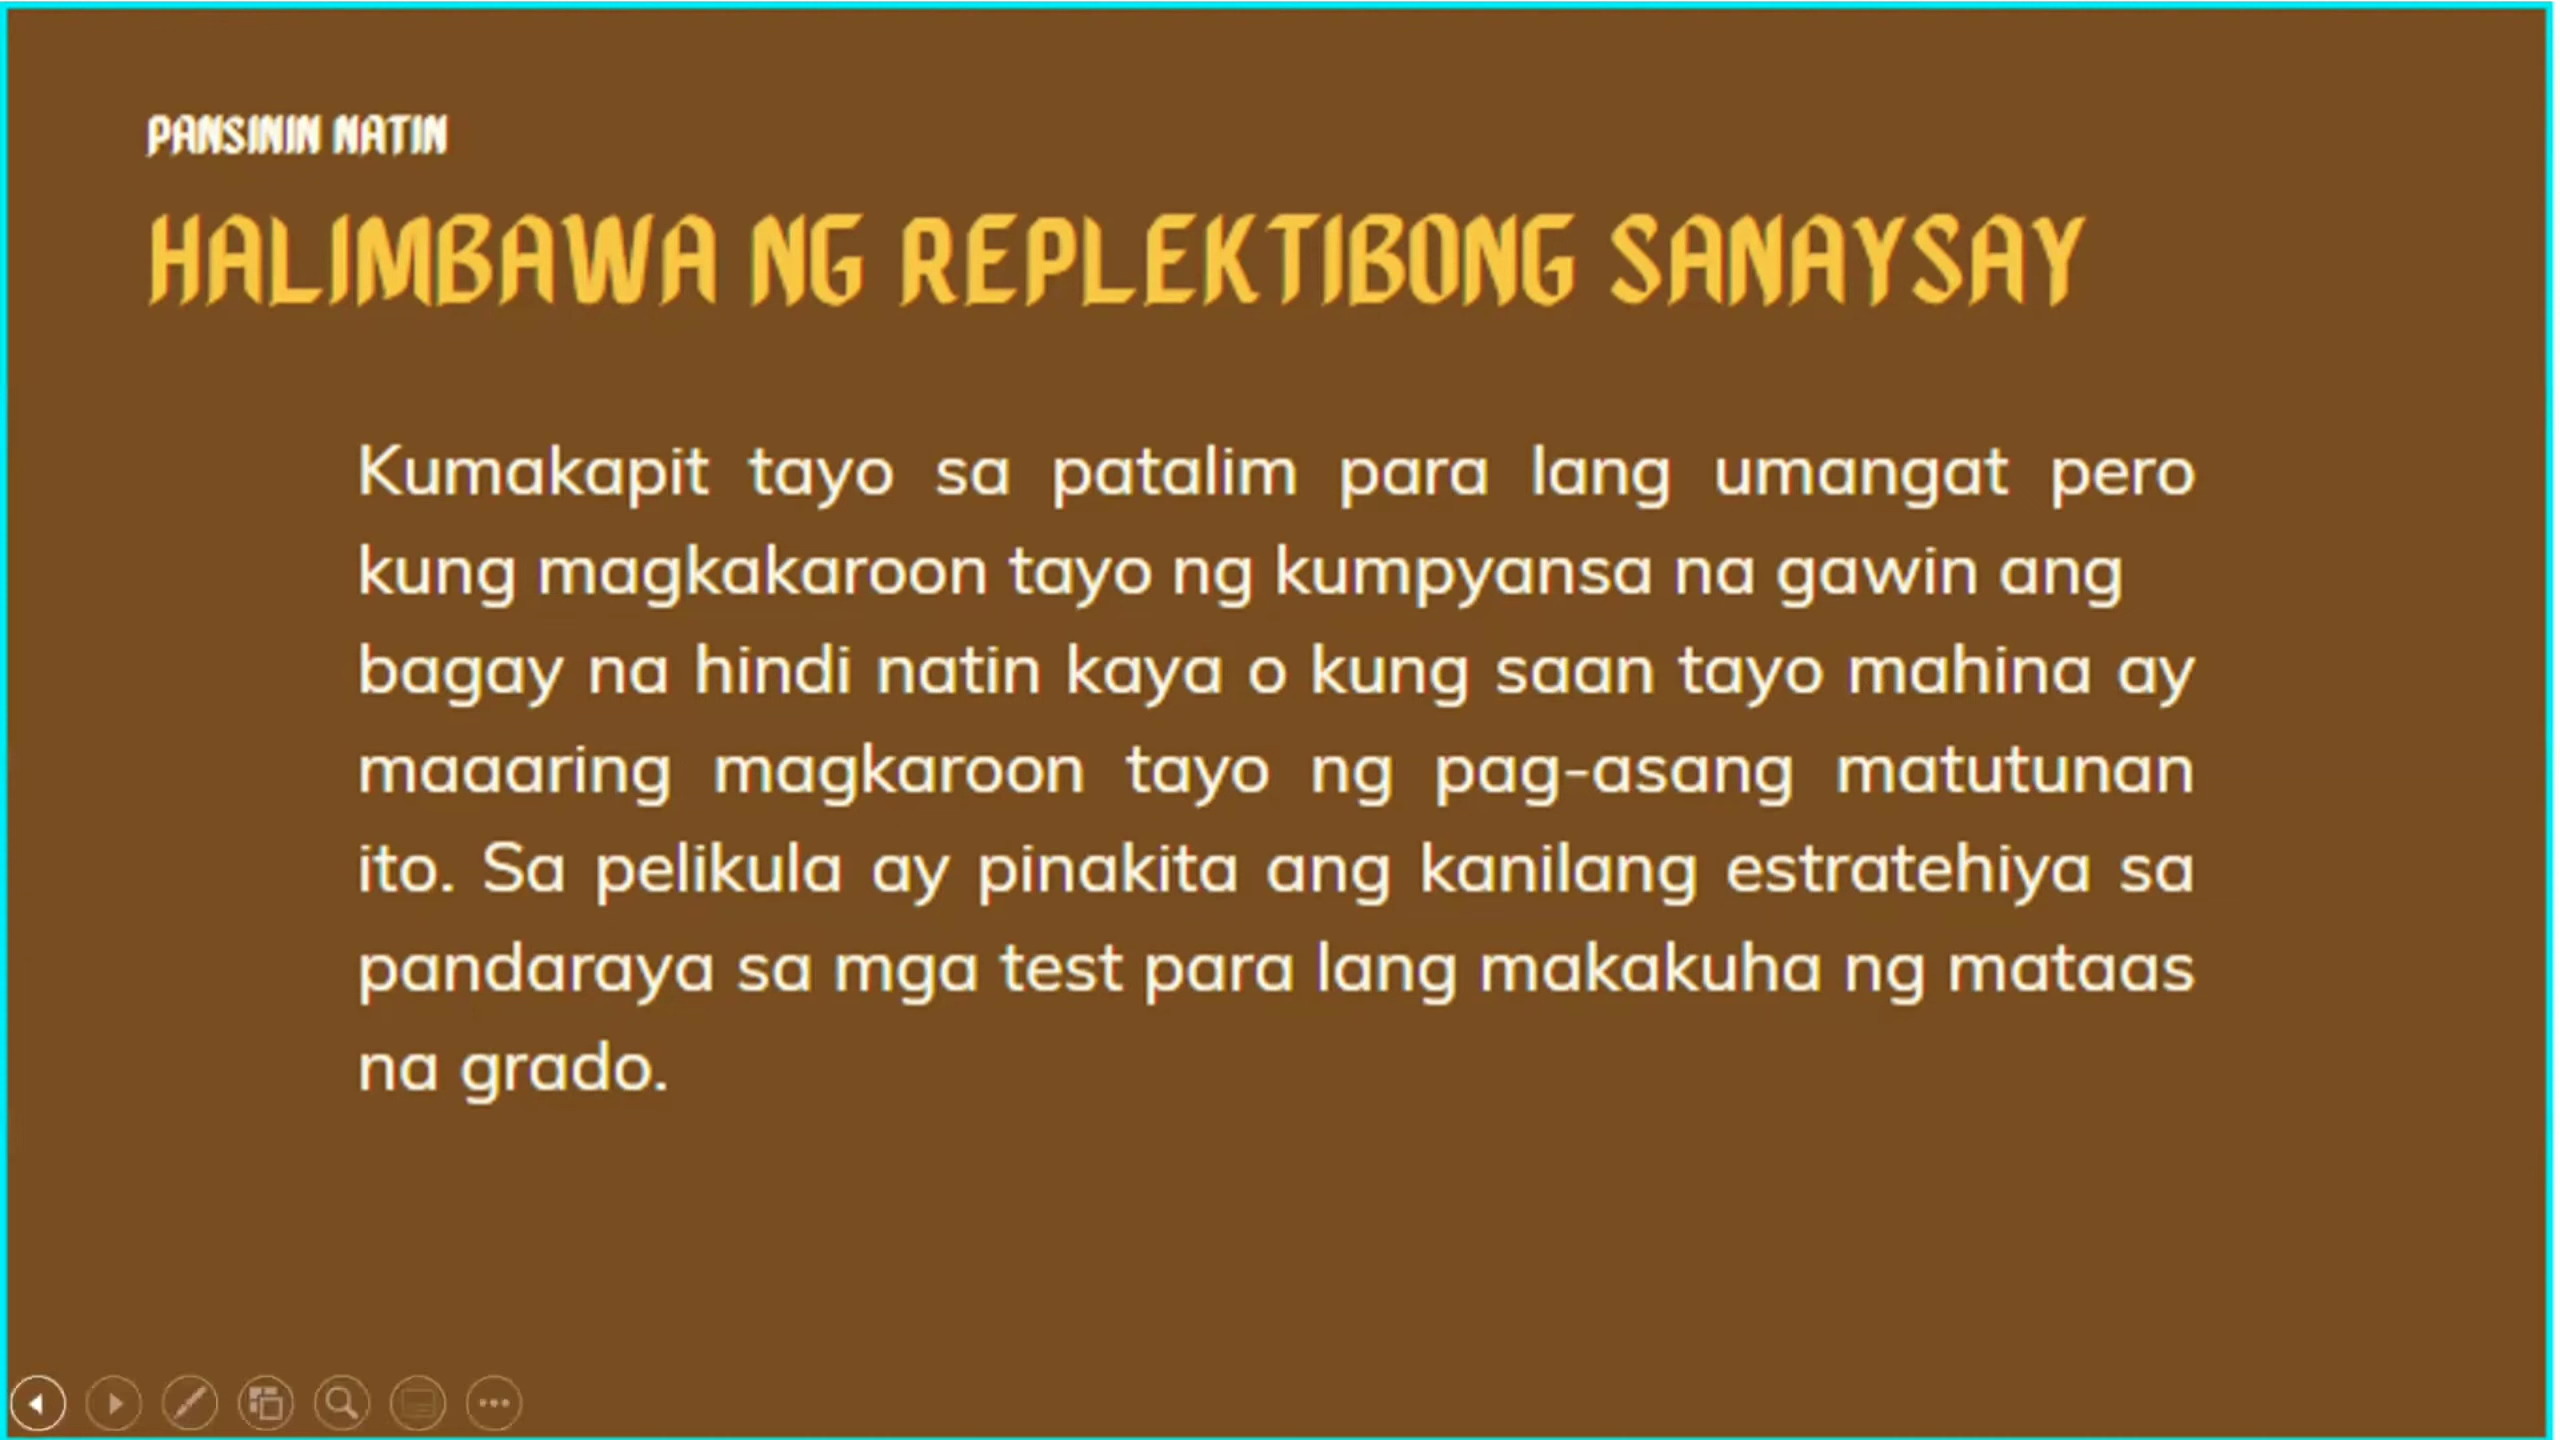 PANSININ NATIN
HALIMBAWA NG REPLEKTIBONG SANAYSAY
Kumakapit tayo sa patalim para lang umangat pero
kung magkakaroon tayo ng kumpyansa na gawin ang
bagay na hindi natin kaya o kung saan tayo mahina ay
maaaring magkaroon tayo ng pag-asang matutunan
ito. Sa pelikula ay pinakita ang kanilang estratehiya sa
pandaraya sa mga test para lang makakuha ng mataas
na grado.